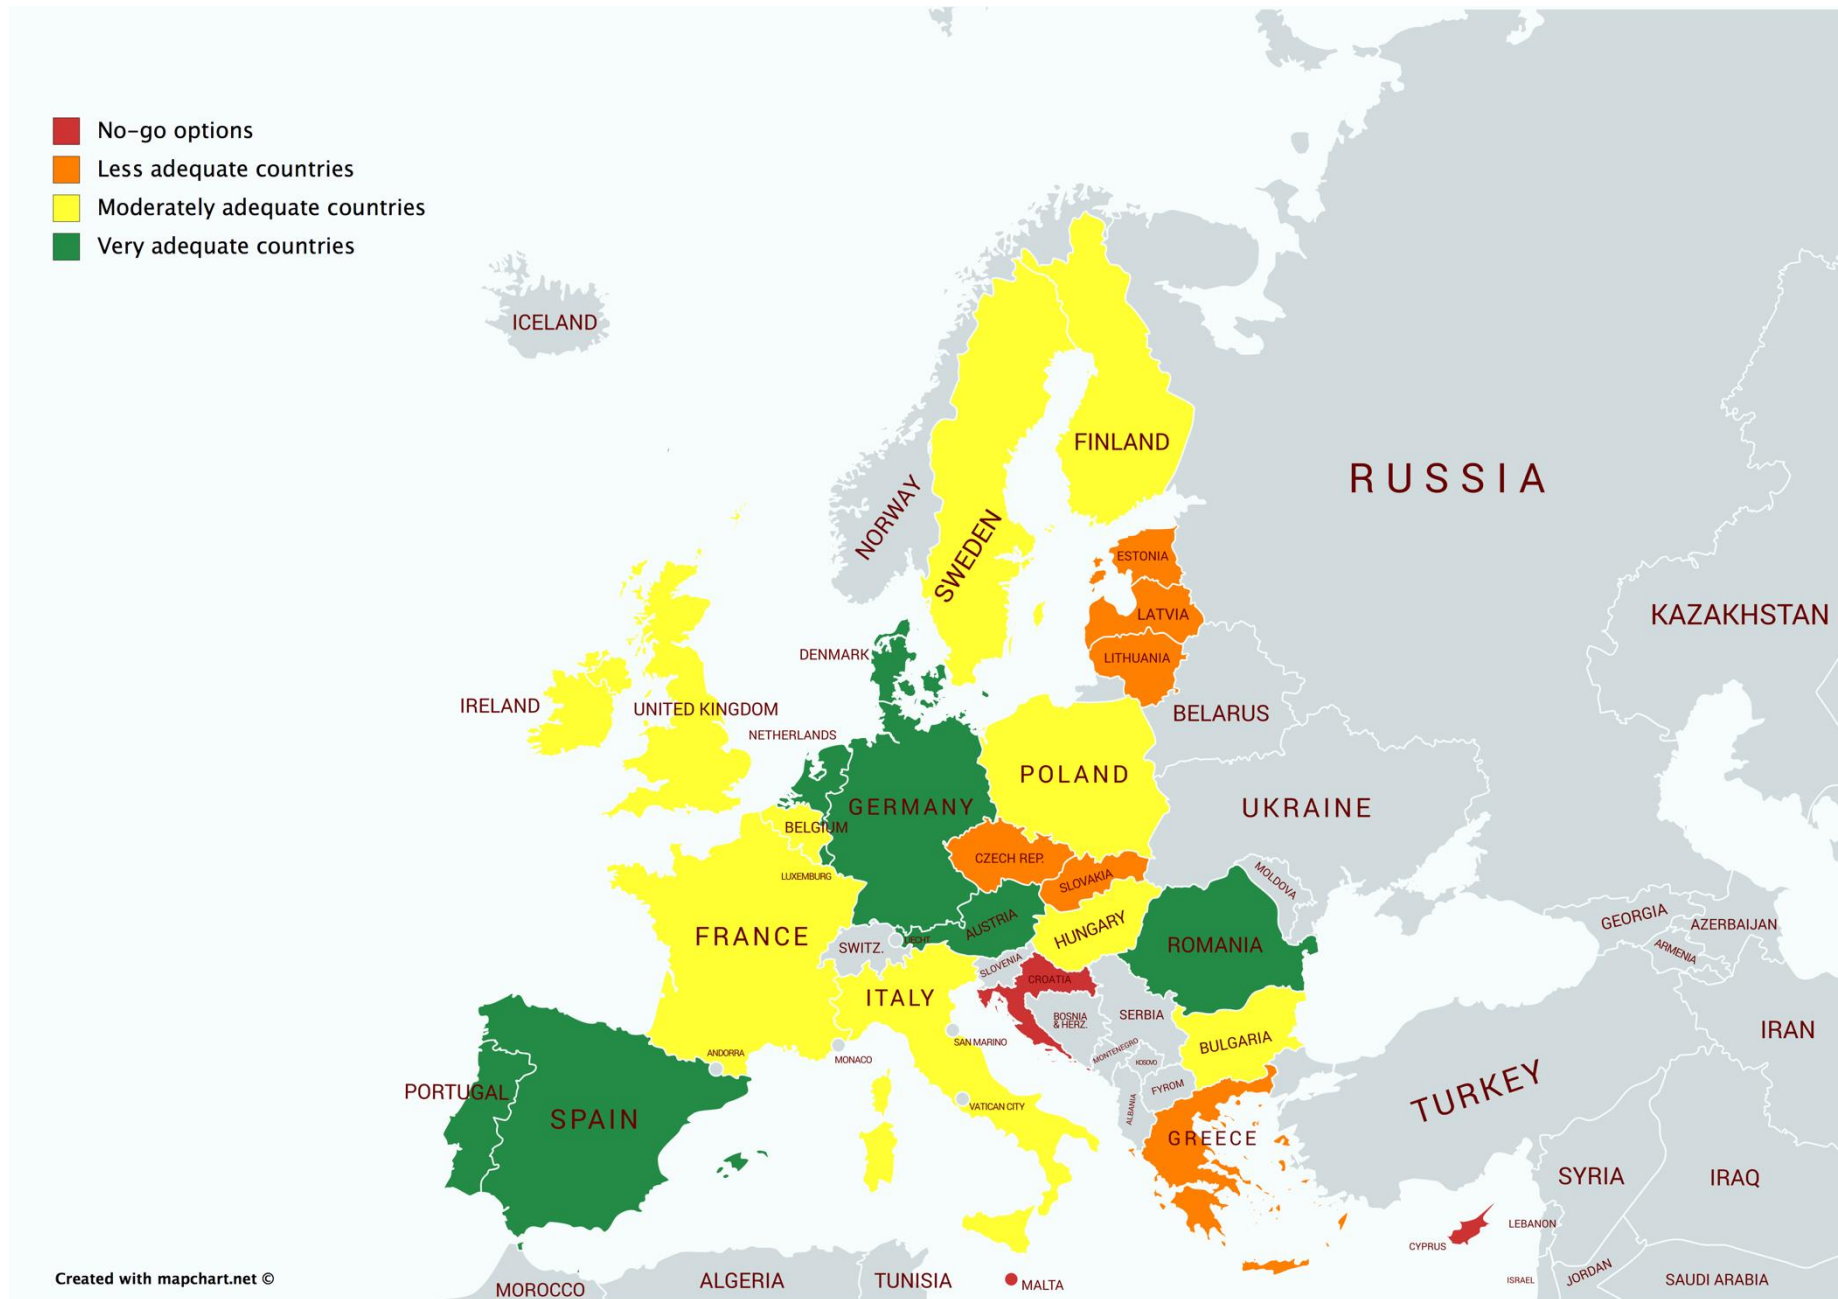 No-go options
Less adequate countries
Moderately adequate countries
Very adequate countries
ICELAND
RUSSIA
FINLAND
NORWAY
SWEDEN
ESTONIA
LATVIA
LITHUANIA
KAZAKHSTAN
DENMARK
IRELAND
UNITED KINGDOM
NETHERLANDS
BELARUS
POLAND
GERMANY
UKRAINE
BELGIUM
CZECH REP.
LUXEMBURG
SLOVAKIA
MOLDOVA
FRANCE
SWITZ.
LIECHT.
AUSTRIA
HUNGARY
ROMANIA
GEORGIA
AZERBAIJAN
ARMENIA
SLOVENIA
CROATIA
ITALY
BOSNIA
& HERZ.
SERBIA
SAN MARINO
MONACO
ANDORRA
MONTENEGRO
KOSOVO
BULGARIA
IRAN
PORTUGAL
SPAIN
VATICAN CITY
ALBANIA
FYROM
GREECE
TURKEY
SYRIA
IRAQ
CYPRUS
LEBANON
ISRAEL
JORDAN
SAUDI ARABIA
MOROCCO
ALGERIA
TUNISIA
MALTA
Created with mapchart.net ©